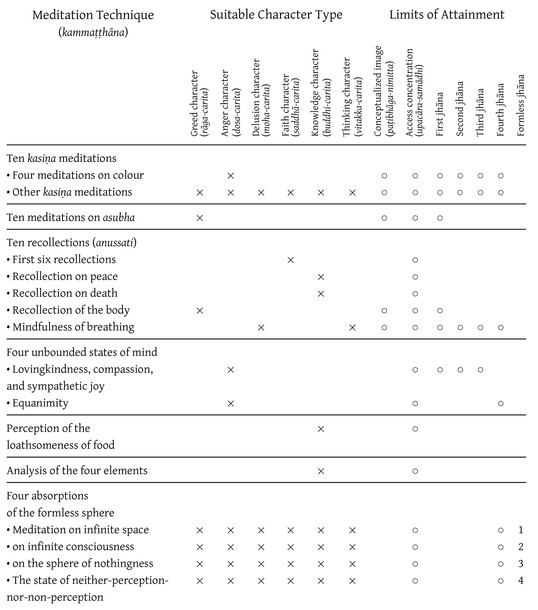 Meditation Technique Suitable Character Type Limits of Attainment
(kammaṭṭhāna)
Greed character
(rāga-carita)
Anger character
(dosa-carita)
Delusion character
(moha-carita)
Faith character
(saddhā-carita)
Knowledge character
(buddhi-carita)
Thinking character
(vitakka-carita)
Conceptualized image
(paṭibhāga-nimitta)
Access concentration
(upacāra-samādhi)
First jhāna
Second jhāna
Third jhāna
Fourth jhāna
Formless jhāna
Ten kasiṇa meditations
• Four meditations on colour × ○ ○ ○ ○ ○ ○
• Other kasiṇa meditations × × × × × × ○ ○ ○ ○ ○ ○
Ten meditations on asubha × ○ ○ ○
Ten recollections (anussati)
• First six recollections × ○
• Recollection on peace × ○
• Recollection on death × ○
• Recollection of the body × ○ ○ ○
• Mindfulness of breathing × × ○ ○ ○ ○ ○ ○
Four unbounded states of mind
• Lovingkindness, compassion, × ○ ○ ○ ○
and sympathetic joy
• Equanimity × ○ ○
Perception of the × ○
loathsomeness of food
Analysis of the four elements × ○
Four absorptions
of the formless sphere
• Meditation on infinite space × × × × × × ○ ○ 1
• on infinite consciousness × × × × × × ○ ○ 2
• on the sphere of nothingness × × × × × × ○ ○ 3
• The state of neither-perception- × × × × × × ○ ○ 4
nor-non-perception